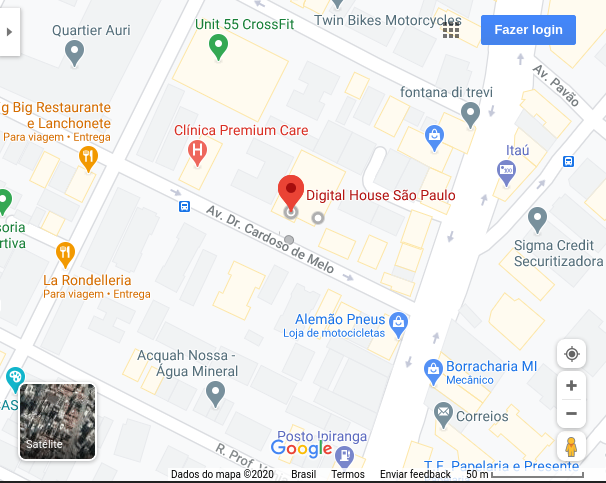 Twin Bikes Motorcycles
Unit 55 CrossFit
Quartier Auri
Fazer login
Av. Pavão
fontana di trevi
g Big Restaurante
e Lanchonete
Para viagem • Entrega
Clínica Premium Care
H
Itaú
Digital House São Paulo
Av. Dr. Cardoso de Melo
soria
rtiva
Sigma Credit
Securitizadora
La Rondelleria
Para viagem • Entrega
Alemão Pneus
Loja de motocicletas
Acquah Nossa -
Água Mineral
Borracharia MI
Mecânico
CAS
Correios
Satélite
Posto Ipiranga
R. Prof.
Google
T.E. Papelaria e Presente
Dados do mapa ©2020 Brasil Termos Enviar feedback 50 m